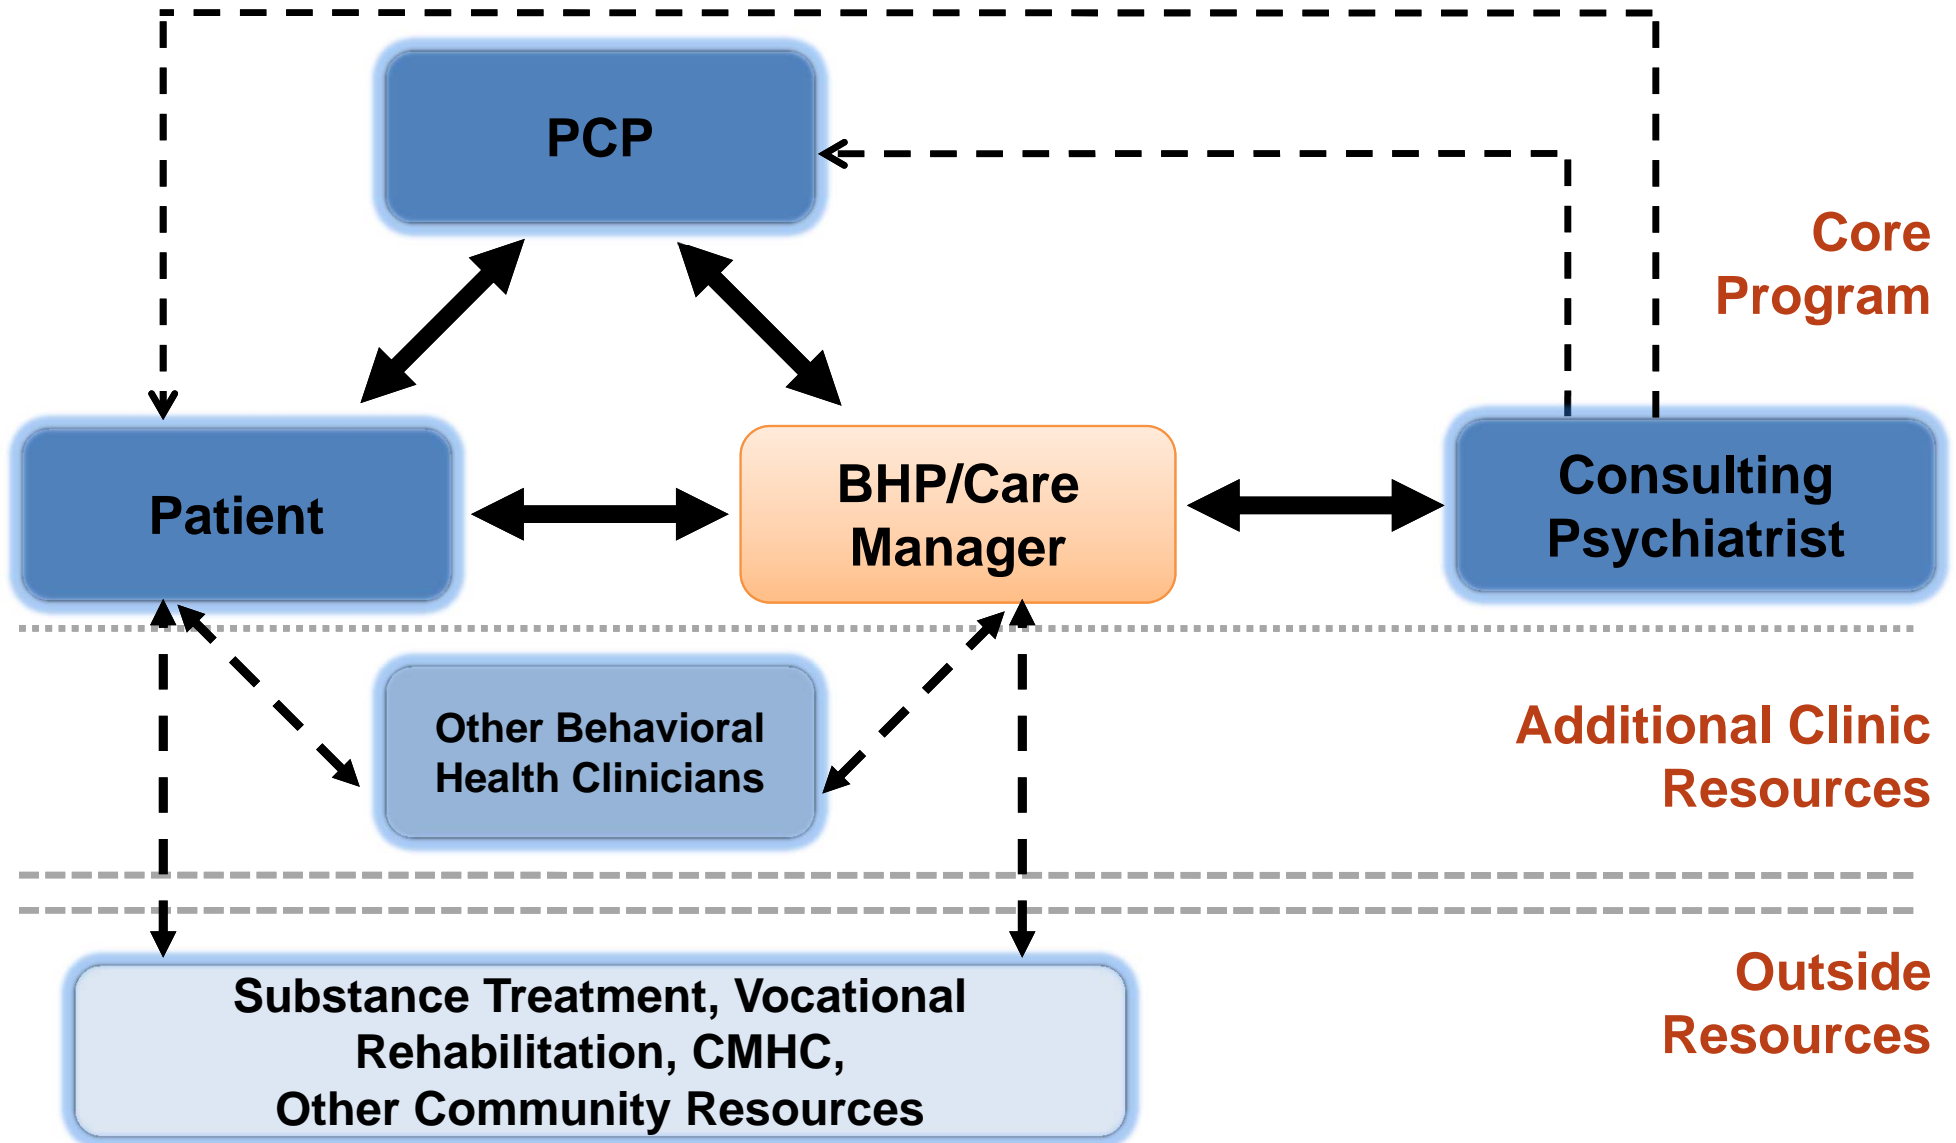 PCP
Core
Program
Patient
BHP/Care
Manager
Consulting
Psychiatrist
Other Behavioral
Health Clinicians
Additional Clinic
Resources
Substance Treatment, Vocational
Rehabilitation, CMHC,
Other Community Resources
Outside
Resources